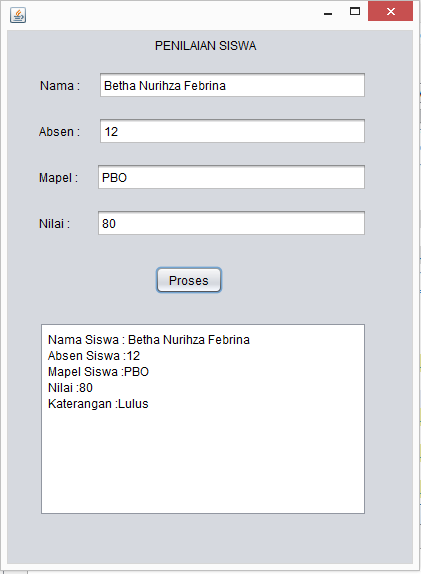 PENILAIAN SISWA
Nama : Betha Nurihza Febrina
Absen : 12
Mapel : PBO
Nilai : 80
Proses
Nama Siswa : Betha Nurihza Febrina
Absen Siswa :12
Mapel Siswa :PBO
Nilai :80
Katerangan :Lulus